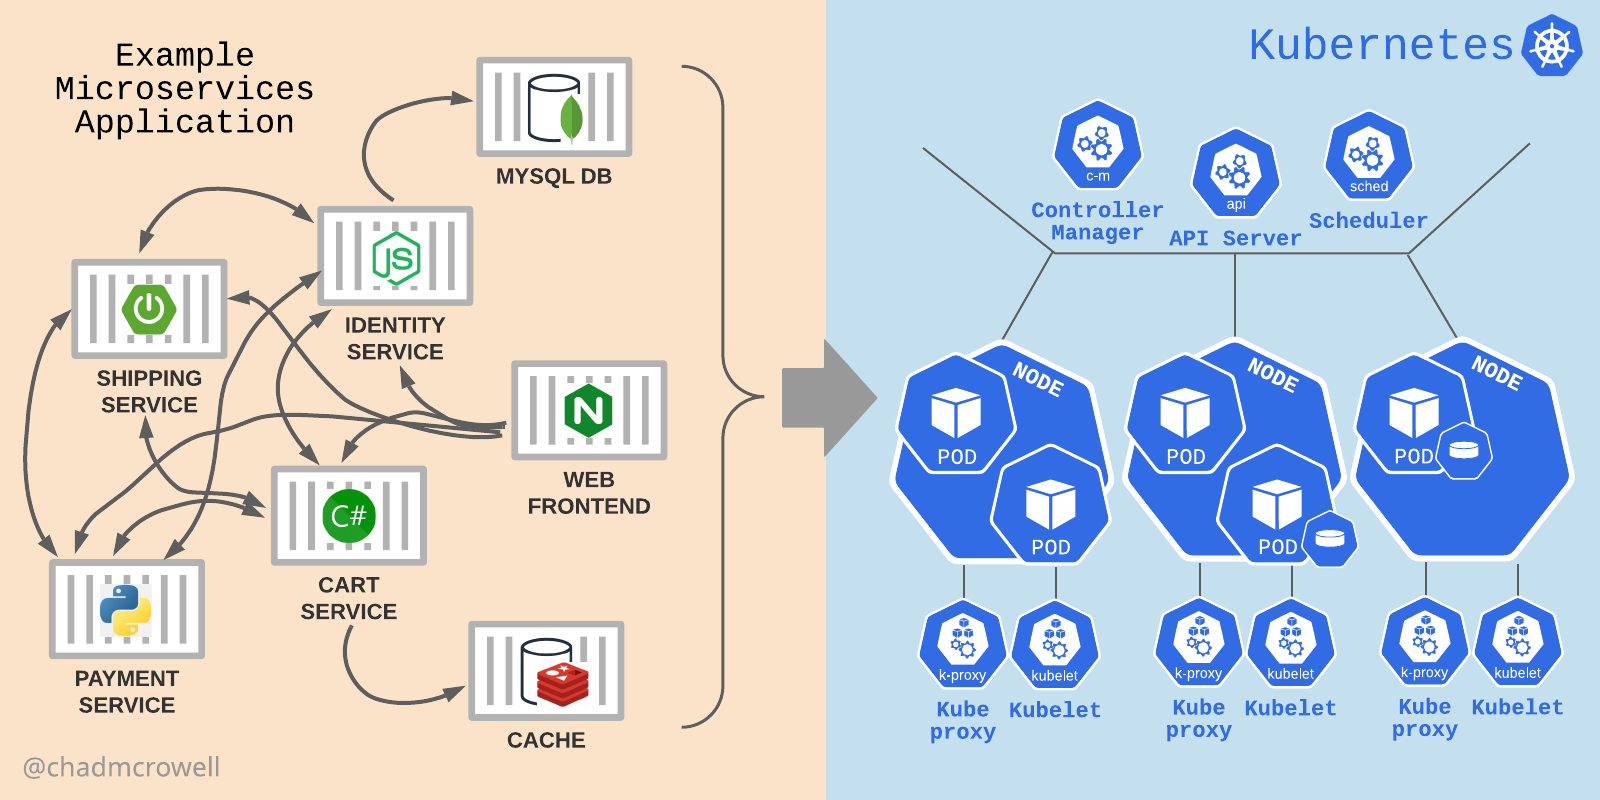 Example
Microservices
Application
MYSQL DB
JS
IDENTITY
SERVICE
SHIPPING
SERVICE
N
WEB
FRONTEND
C#
CART
SERVICE
PAYMENT
SERVICE
CACHE
@chadmcrowell
Kubernetes
c-m
Controller
Manager
api
API Server
sched
Scheduler
NODE
POD
POD
NODE
POD
POD
NODE
POD
k-proxy
Kube
proxy
kubelet
Kubelet
k-proxy
Kube
proxy
kubelet
Kubelet
k-proxy
Kube
proxy
kubelet
Kubelet